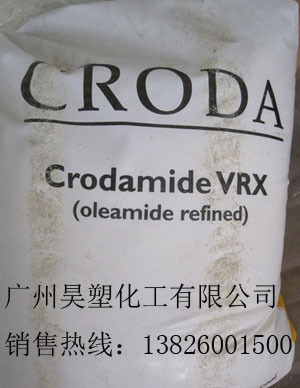 CRODA
Crodamide VRX
(oleamide refined)
广州昊塑化工有限公司
销售热线：13826001500